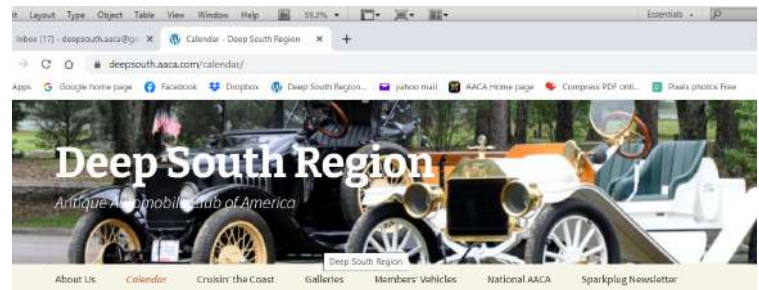 Layout Type Object Table View Window Help 59.2% Essentials
Inbox (17) - deepsouth.aaca@g Calendar - Deep South Region
deepsouth.aaca.com/calendar/
Apps Google home page Facebook Dropbox Deep South Region... yahoo mail AACA Home page Compress PDF onli... Pixels photos Free
Deep South Region
Antique Automobile Club of America
Deep South Region
About Us Calendar Cruisin' the Coast Galleries Members' Vehicles National AACA Sparkplug Newsletter